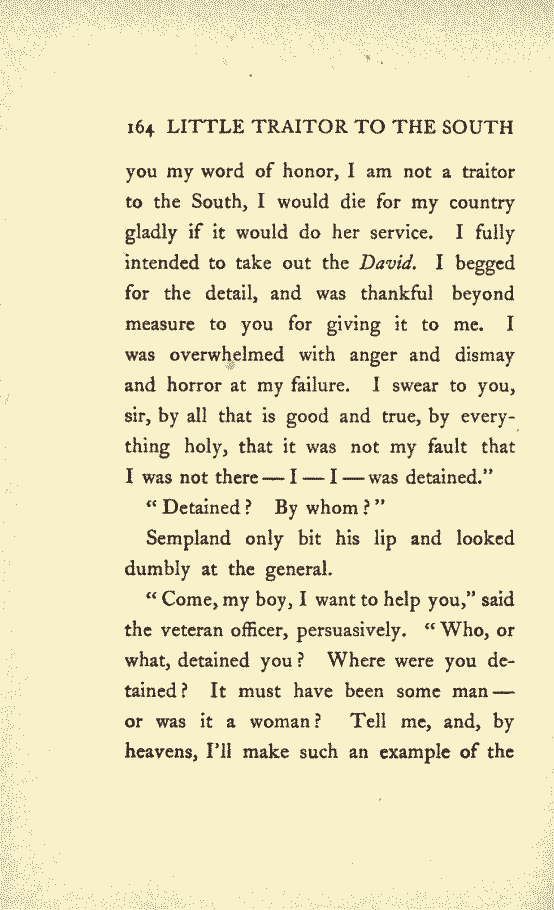 164 LITTLE TRAITOR TO THE SOUTH
you my word of honor, I am not a traitor
to the South, I would die for my country
gladly if it would do her service. I fully
intended to take out the David. I begged
for the detail, and was thankful beyond
measure to you for giving it to me. I
was overwhelmed with anger and dismay
and horror at my failure. I swear to you,
sir, by all that is good and true, by every-
thing holy, that it was not my fault that
I was not there — I — I — was detained.”
“ Detained ? By whom ? ”
Sempland only bit his lip and looked
dumbly at the general.
“ Come, my boy, I want to help you,” said
the veteran officer, persuasively. “ Who, or
what, detained you ? Where were you de-
tained ? It must have been some man —
or was it a woman ? Tell me, and, by
heavens, I’ll make such an example of the